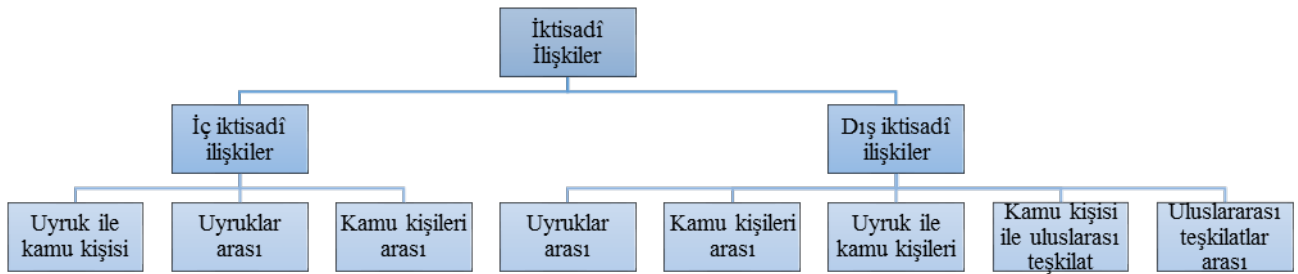 İktisadî
İlişkiler
İç iktisadî
ilişkiler
Dış iktisadî
ilişkiler
Uyruk ile
kamu kişisi
Uyruklar
arası
Kamu kişileri
arası
Uyruklar
arası
Kamu kişileri
arası
Uyruk ile
kamu kişileri
Kamu kişisi
ile uluslarası
teşkilat
Uluslararası
teşkilatlar
arası